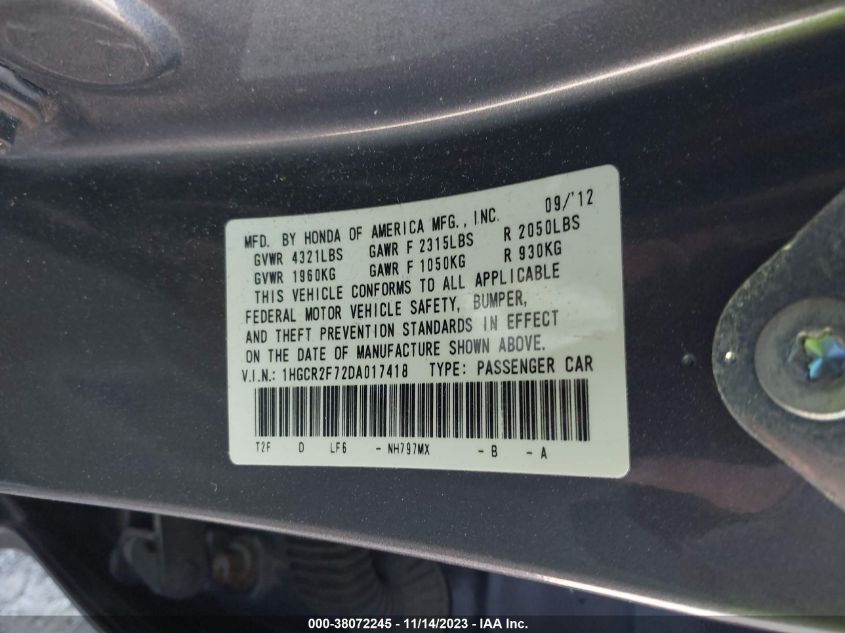 09/'12
MFD. BY HONDA OF AMERICA MFG., INC.
GVWR 4321LBS GAWR F 2315LBS R 2050LBS
GVWR 1960KG GAWR F 1050KG R 930KG
THIS VEHICLE CONFORMS TO ALL APPLICABLE
FEDERAL MOTOR VEHICLE SAFETY, BUMPER,
AND THEFT PREVENTION STANDARDS IN EFFECT
ON THE DATE OF MANUFACTURE SHOWN ABOVE.
V.I.N.: 1HGCR2F72DA017418 TYPE: PASSENGER CAR
T2F D LF6 - NH797MX - B - A
000-38072245 - 11/14/2023 - IAA Inc.